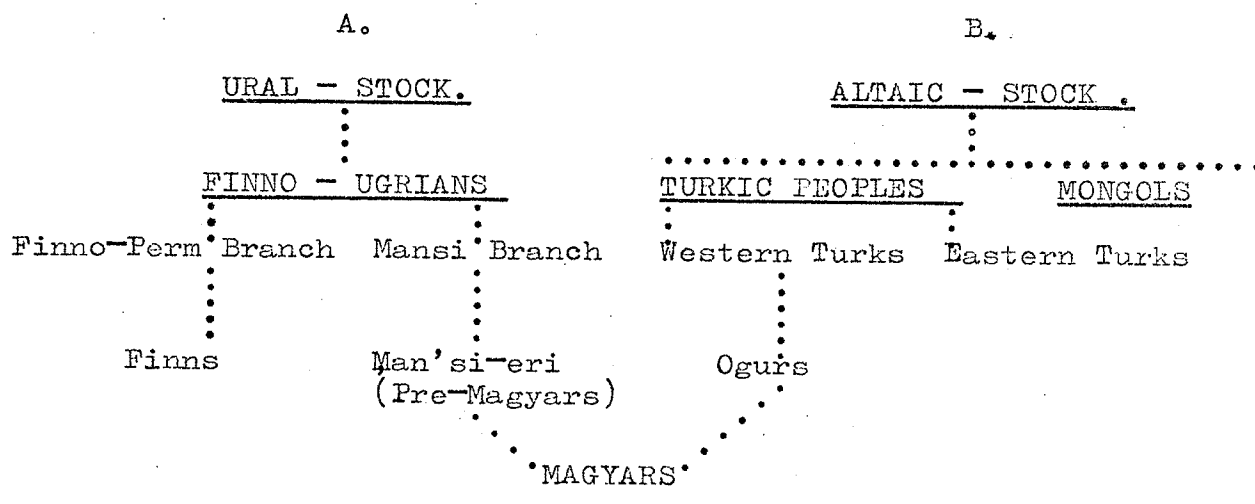 A. B.
URAL - STOCK. ALTAIC - STOCK .
FINNO - UGRIANS TURKIC PEOPLES MONGOLS
Finno-Perm Branch Mansi Branch Western Turks Eastern Turks
Finns Man'si-eri Ogurs
(Pre-Magyars)
MAGYARS